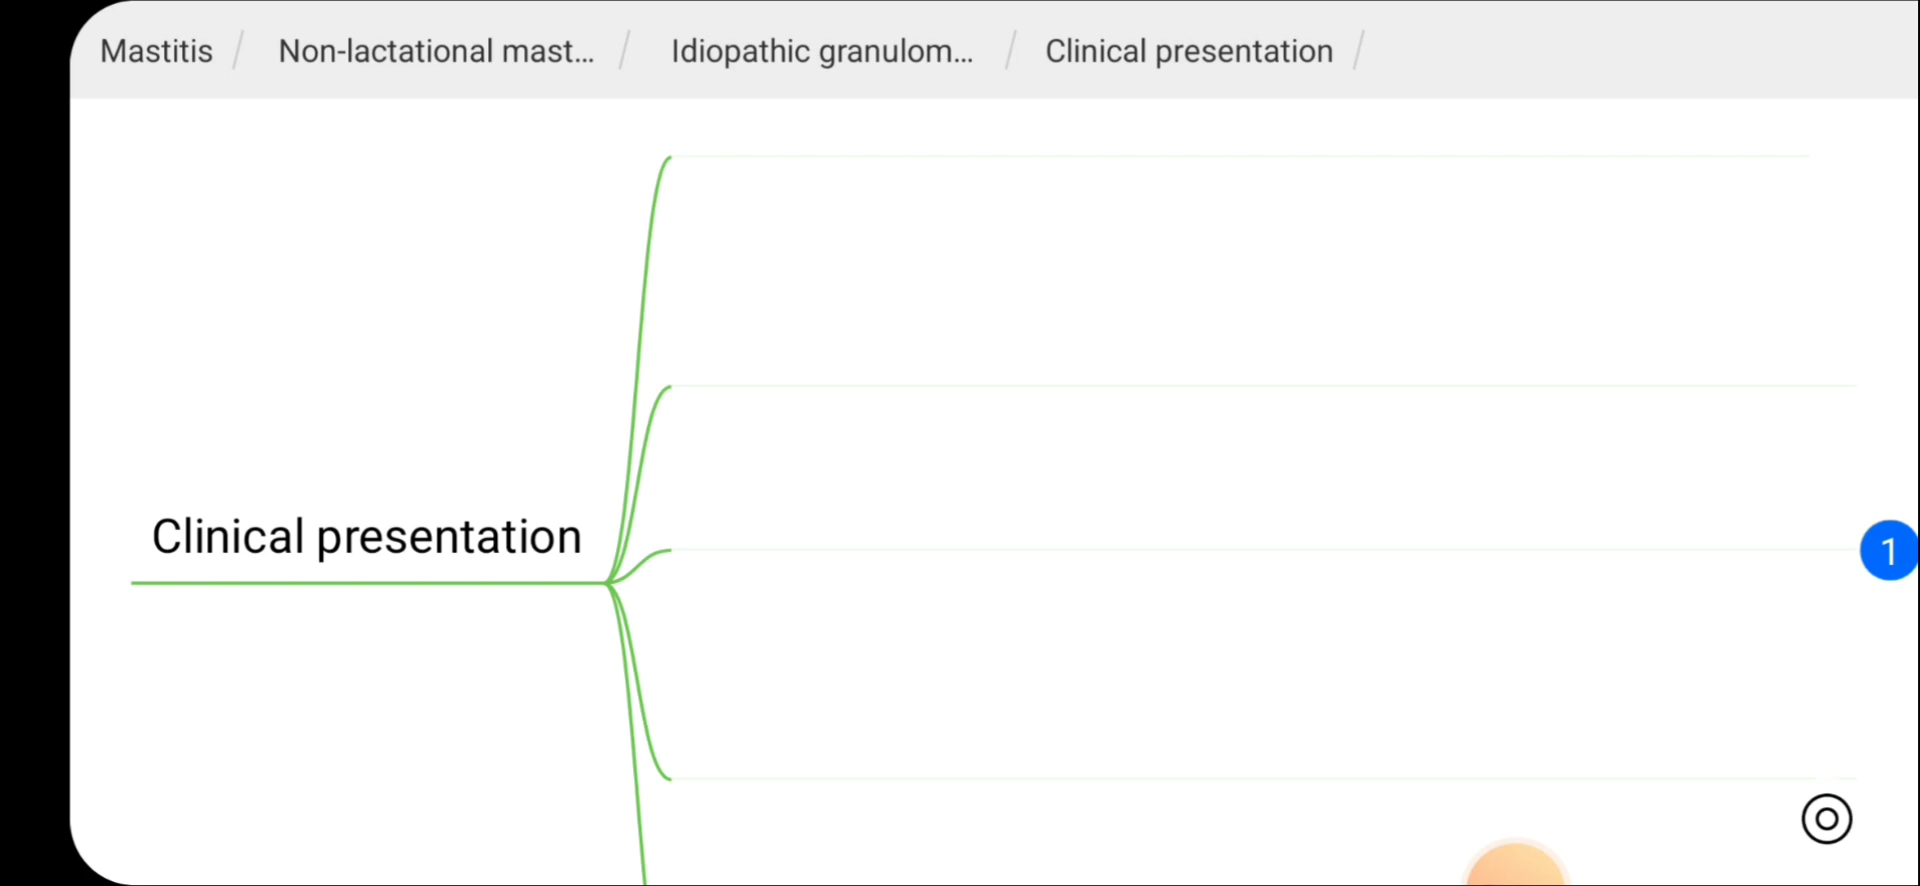 Mastitis / Non-lactational mast... / Idiopathic granulom... / Clinical presentation /
Clinical presentation
1